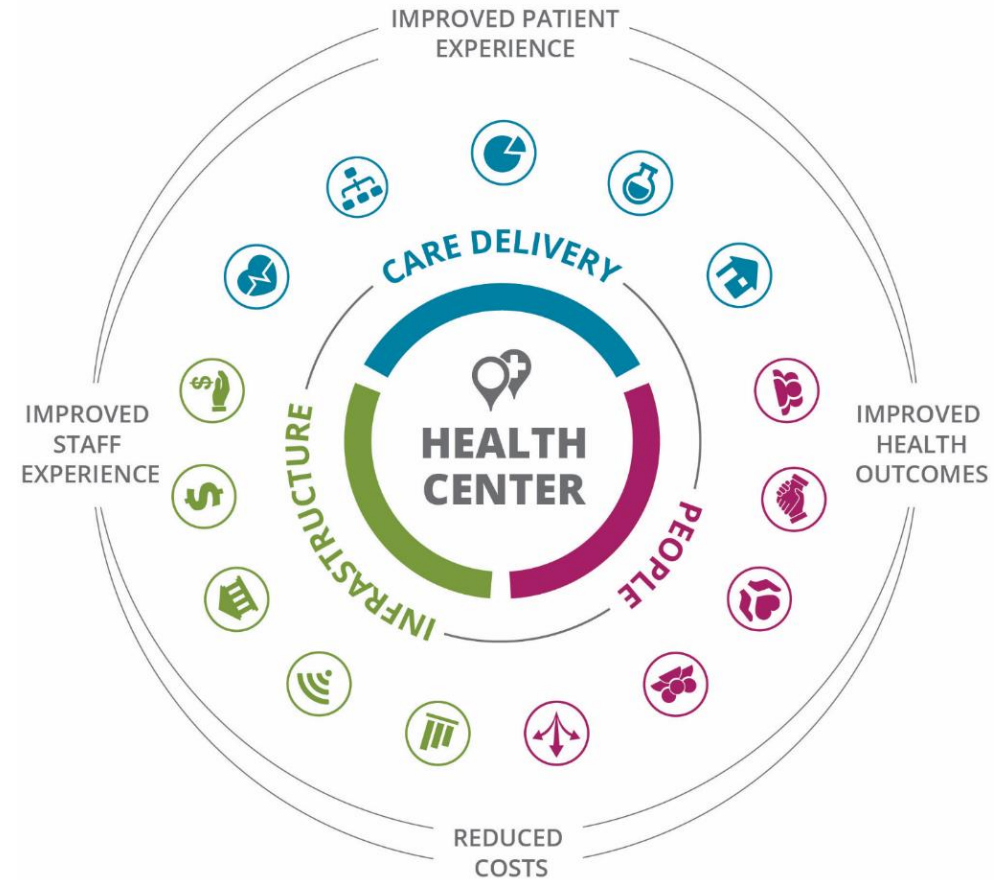 IMPROVED PATIENT
EXPERIENCE
CARE DELIVERY
HEALTH
CENTER
INFRASTRUCTURE
PEOPLE
IMPROVED
STAFF
EXPERIENCE
IMPROVED
HEALTH
OUTCOMES
REDUCED
COSTS
$
$